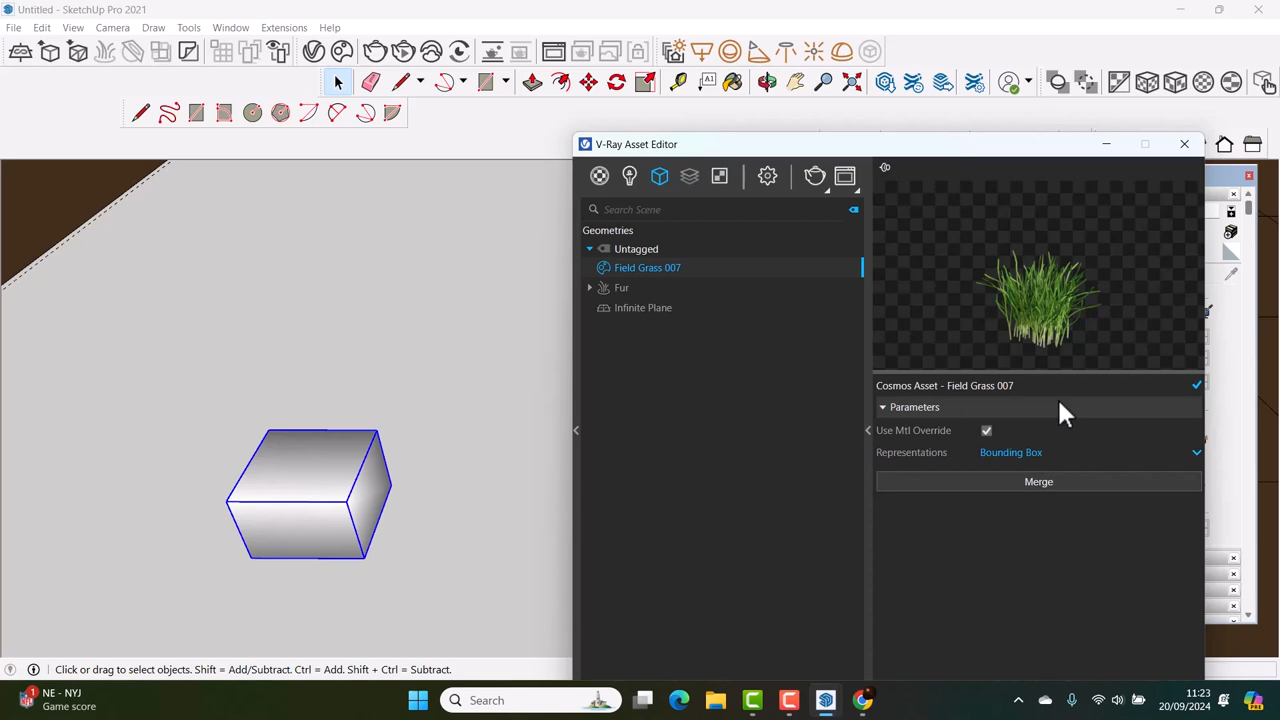 Untitled - SketchUp Pro 2021
File Edit View Camera Draw Tools Window Extensions Help
A1
V-Ray Asset Editor
Search Scene
Geometries
Untagged
Field Grass 007
Fur
Infinite Plane
Cosmos Asset - Field Grass 007
Parameters
Use Mtl Override
Representations Bounding Box
Merge
Click or drag to select objects. Shift = Add/Subtract. Ctrl = Add. Shift + Ctrl = Subtract.
1
NE - NYJ
Game score
Search
11:23
20/09/2024
PRE